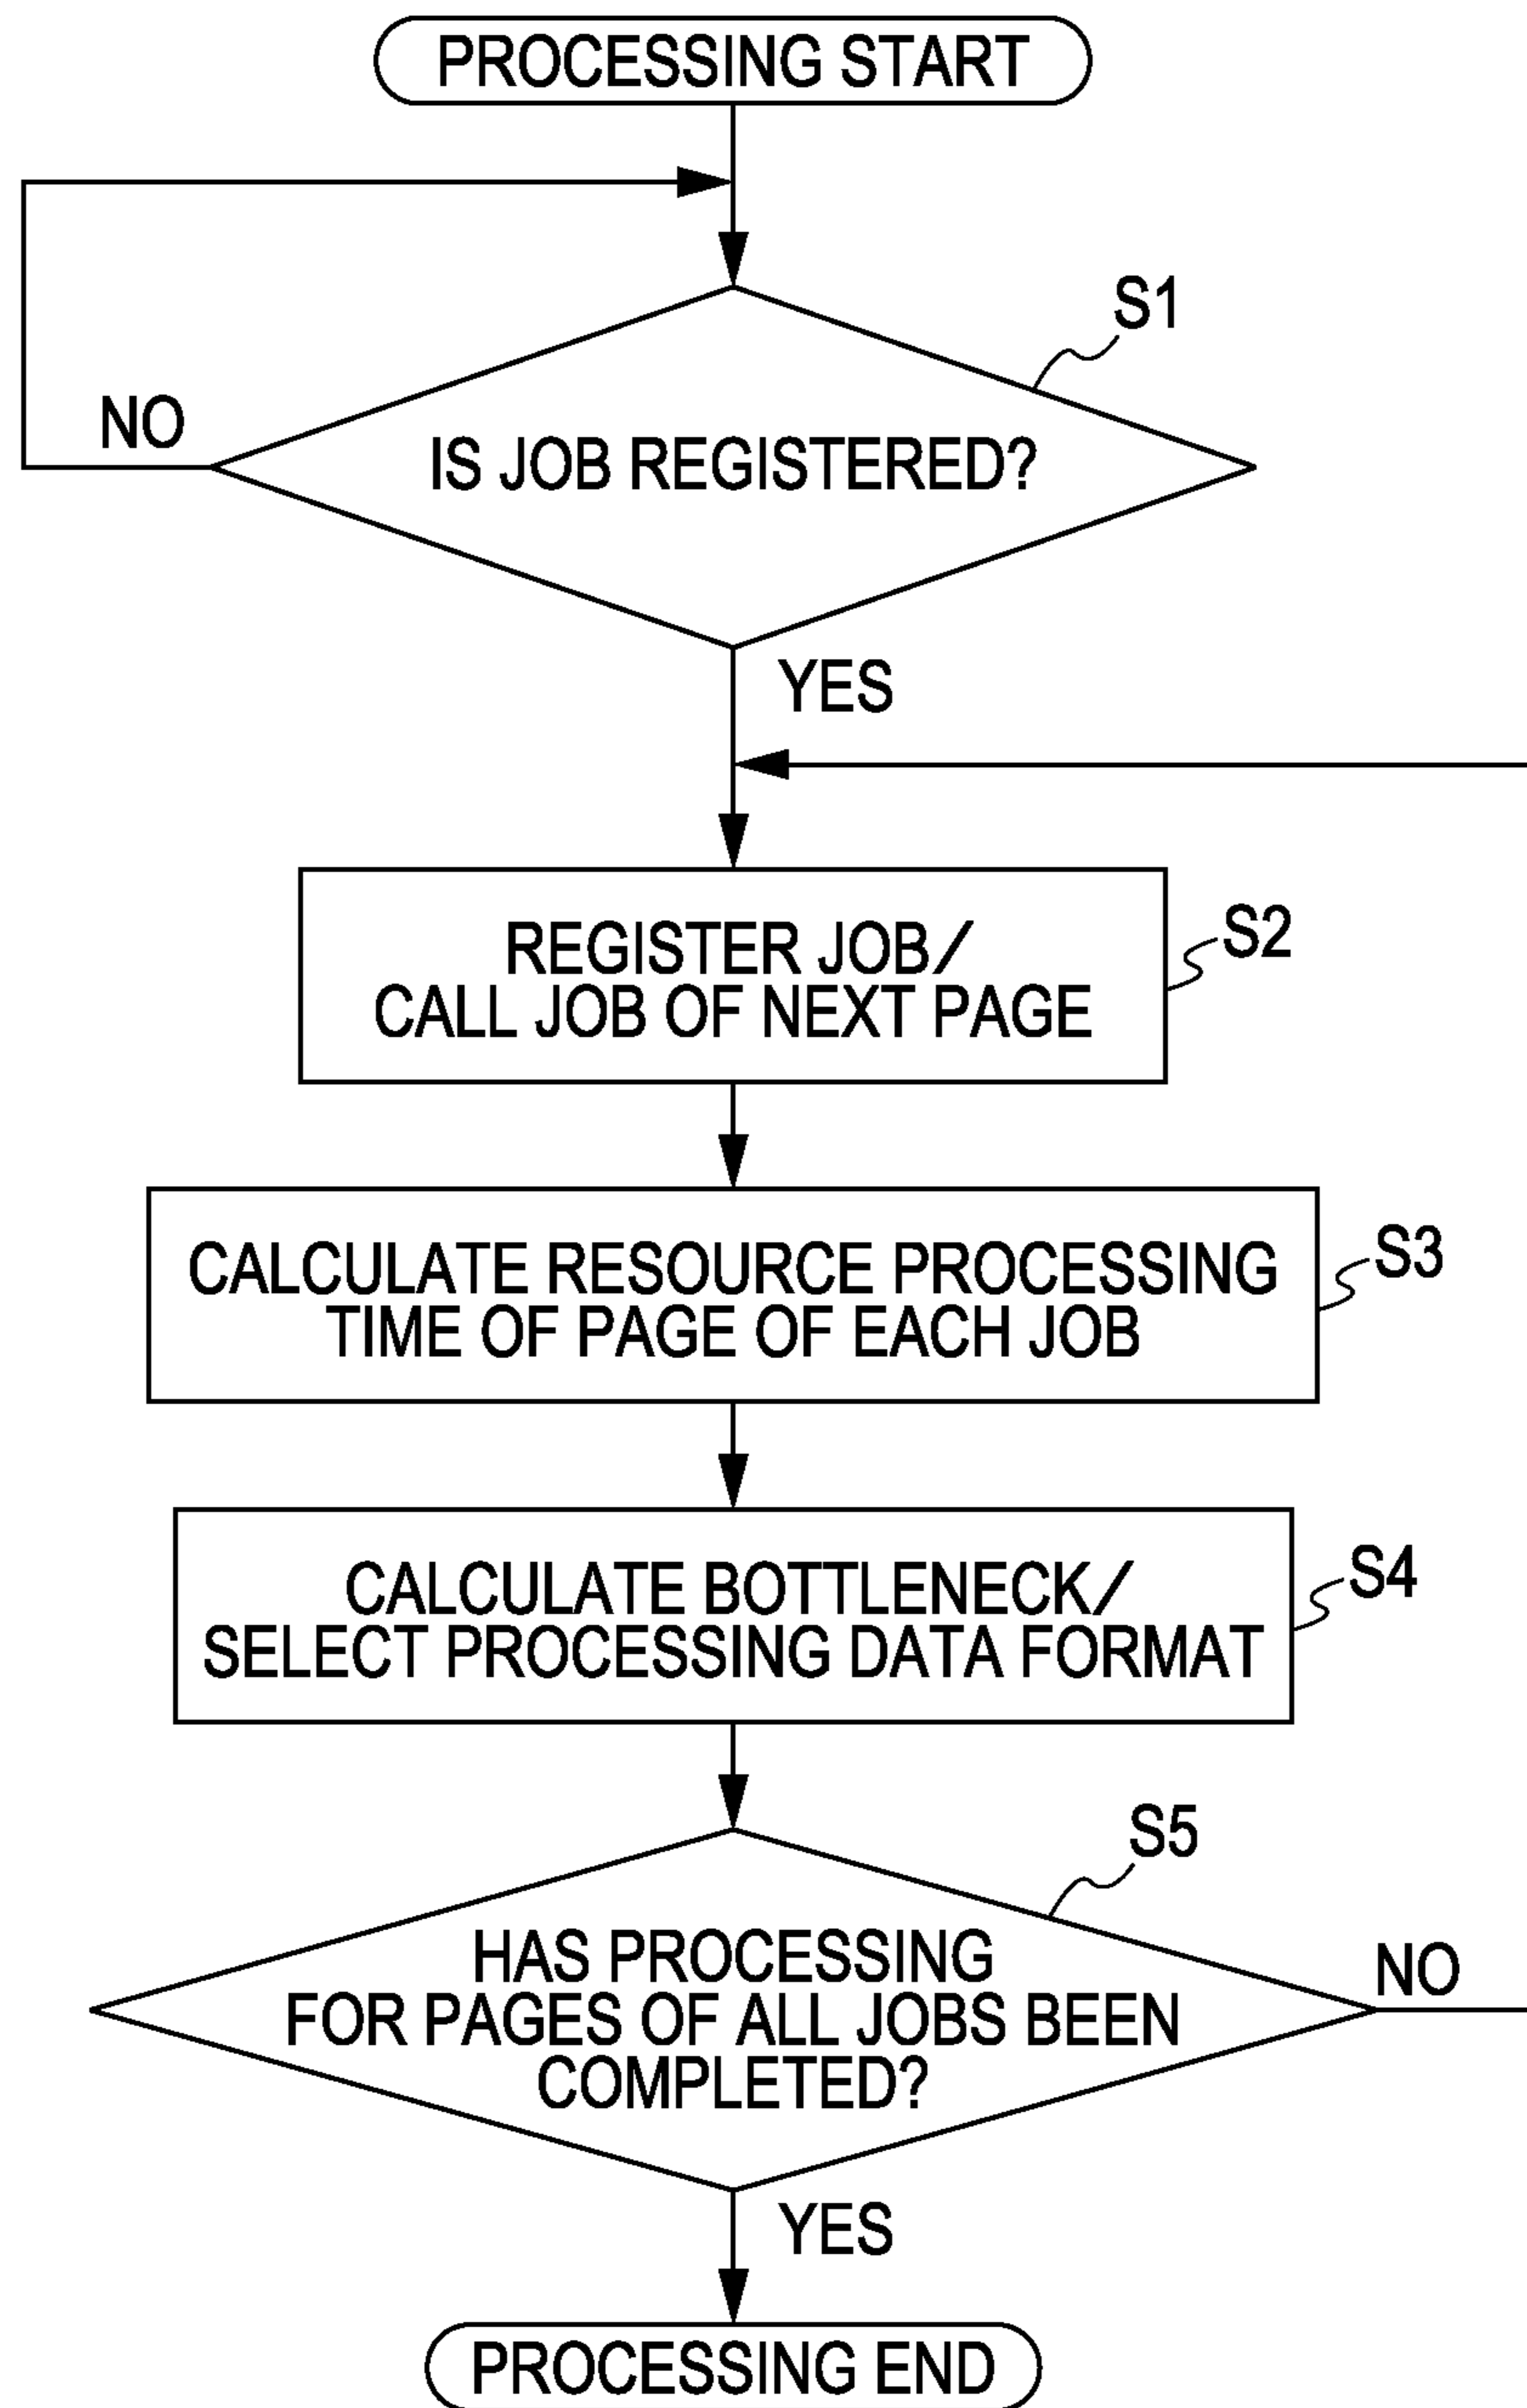 PROCESSING START
S1
NO
IS JOB REGISTERED?
YES
REGISTER JOB/
CALL JOB OF NEXT PAGE
S2
CALCULATE RESOURCE PROCESSING
TIME OF PAGE OF EACH JOB
S3
CALCULATE BOTTLENECK/
SELECT PROCESSING DATA FORMAT
S4
S5
HAS PROCESSING
FOR PAGES OF ALL JOBS BEEN
COMPLETED?
NO
YES
PROCESSING END